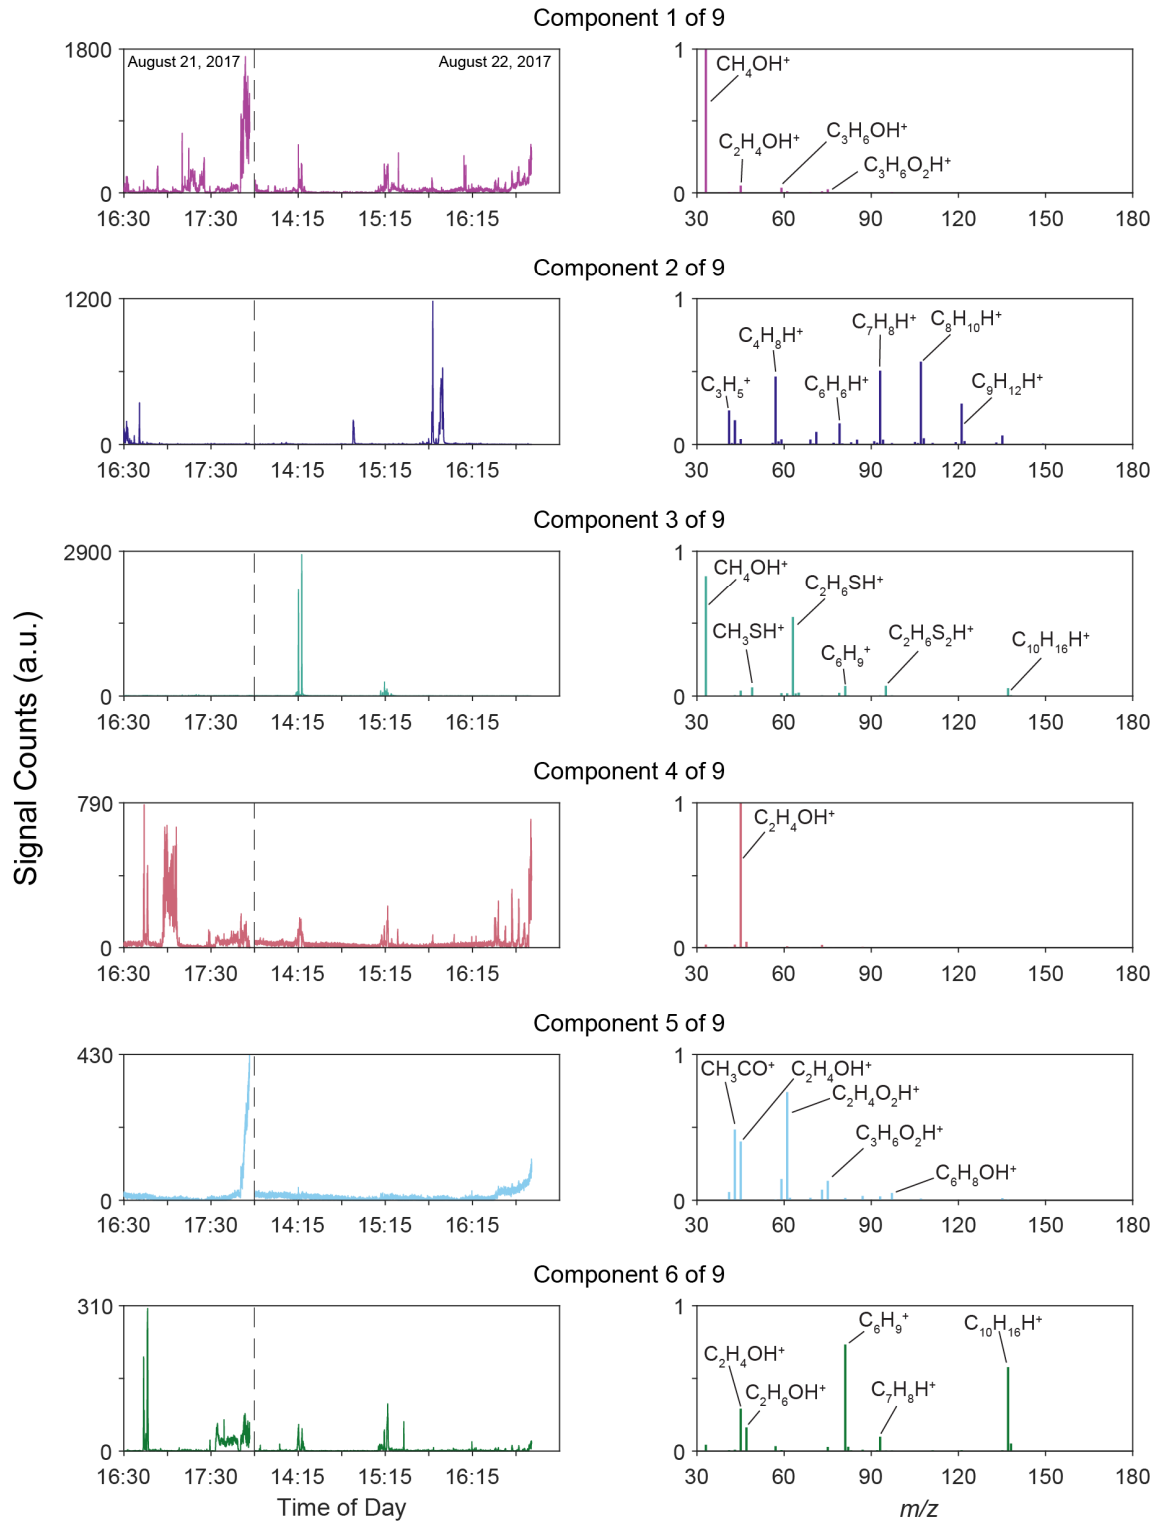 Component 1 of 9
1800
August 21, 2017
August 22, 2017
0
16:30 17:30 14:15 15:15 16:15
1
CH₄OH⁺
C₂H₄OH⁺
C₃H₆OH⁺
C₃H₆O₂H⁺
0
30 60 90 120 150 180
Component 2 of 9
1200
0
16:30 17:30 14:15 15:15 16:15
1
C₃H₅⁺
C₄H₈H⁺
C₆H₆H⁺
C₇H₈H⁺
C₈H₁₀H⁺
C₉H₁₂H⁺
0
30 60 90 120 150 180
Component 3 of 9
2900
0
16:30 17:30 14:15 15:15 16:15
1
CH₄OH⁺
CH₃SH⁺
C₂H₆SH⁺
C₆H₉⁺
C₂H₆S₂H⁺
C₁₀H₁₆H⁺
0
30 60 90 120 150 180
Signal Counts (a.u.)
Component 4 of 9
790
0
16:30 17:30 14:15 15:15 16:15
1
C₂H₄OH⁺
0
30 60 90 120 150 180
Component 5 of 9
430
0
16:30 17:30 14:15 15:15 16:15
1
CH₃CO⁺
C₂H₄OH⁺
C₂H₄O₂H⁺
C₃H₆O₂H⁺
C₆H₈OH⁺
0
30 60 90 120 150 180
Component 6 of 9
310
0
16:30 17:30 14:15 15:15 16:15
Time of Day
1
C₂H₄OH⁺
C₂H₆OH⁺
C₆H₉⁺
C₇H₈H⁺
C₁₀H₁₆H⁺
0
30 60 90 120 150 180
m/z